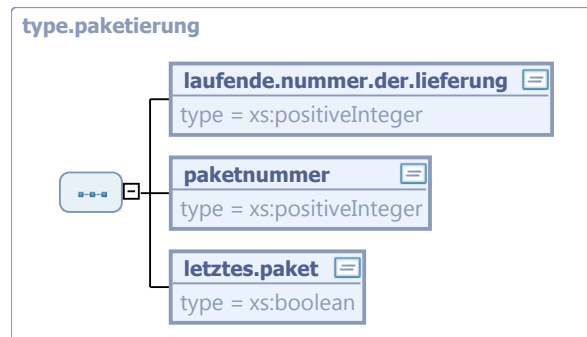 type.paketierung
laufende.nummer.der.lieferung
type = xs:positiveInteger
paketnummer
type = xs:positiveInteger
letztes.paket
type = xs:boolean